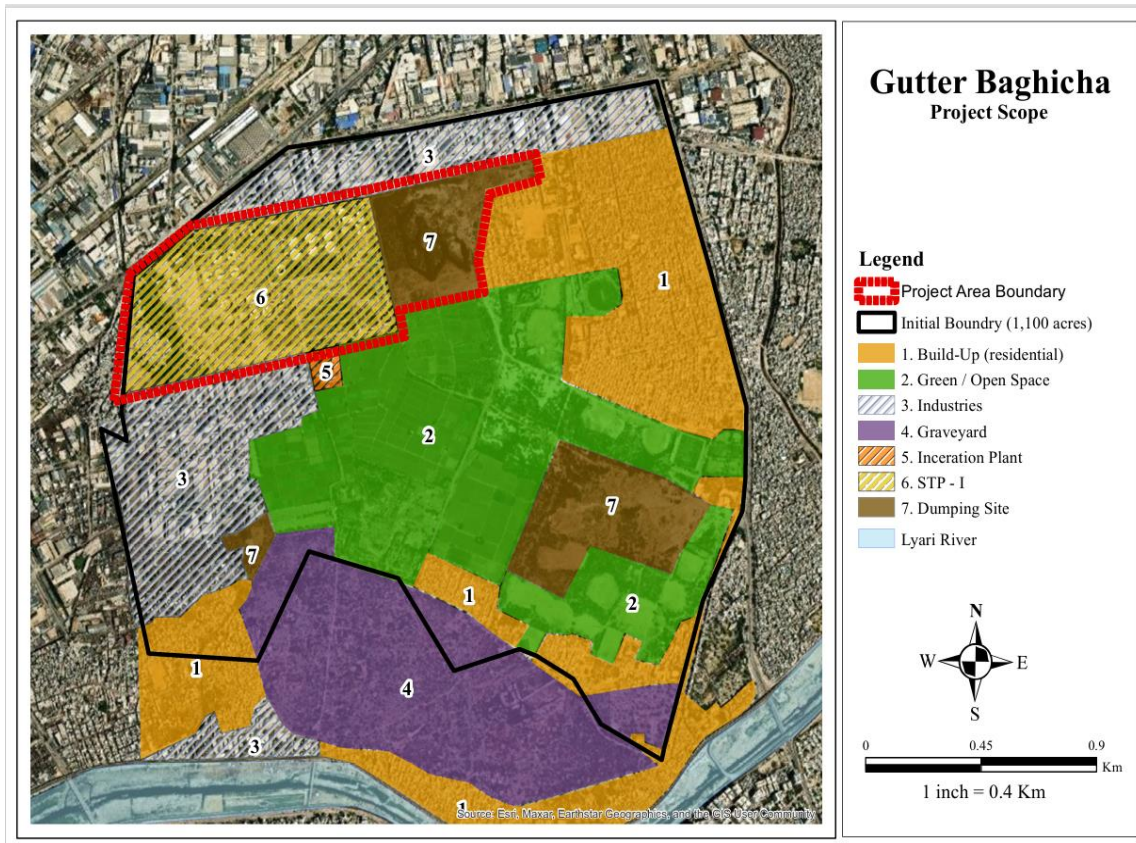 3
7
6
1
5
2
3
7
7
1
2
1
4
3
1
Source: Esri, Maxar, Earthstar Geographics, and the GIS User Community
Gutter Baghicha
Project Scope
Legend
Project Area Boundary
Initial Boundry (1,100 acres)
1. Build-Up (residential)
2. Green / Open Space
3. Industries
4. Graveyard
5. Inceration Plant
6. STP - I
7. Dumping Site
Lyari River
N
W
E
S
0
0.45
0.9
Km
1 inch = 0.4 Km